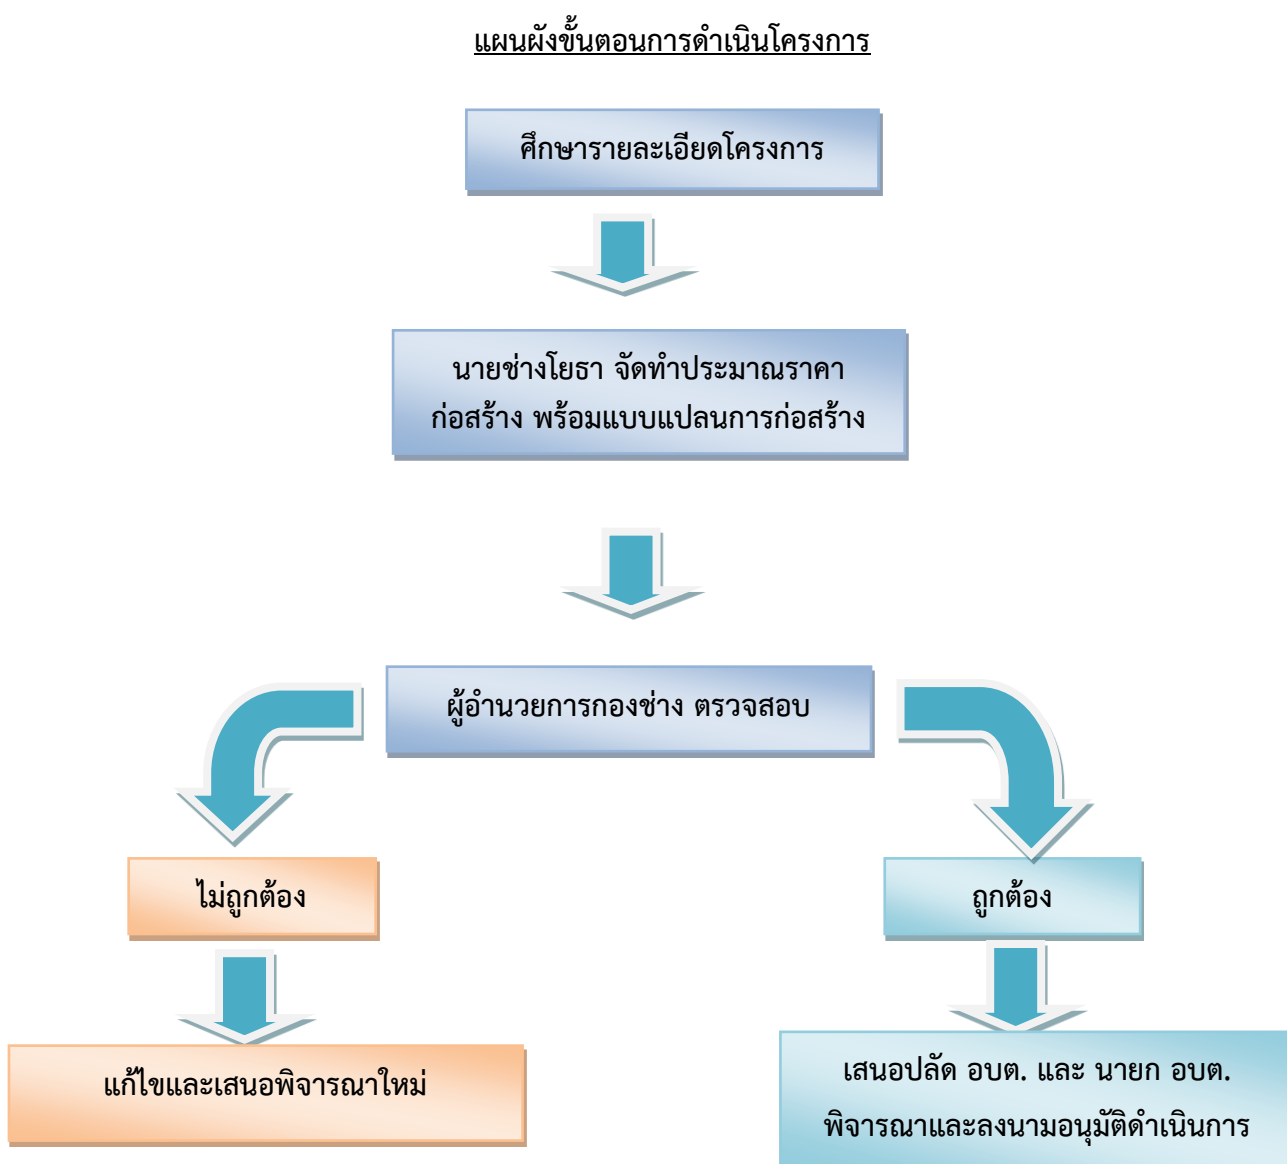 แผนผังขั้นตอนการดำเนินโครงการ
ศึกษารายละเอียดโครงการ
นายช่างโยธา จัดทำประมาณราคา
ก่อสร้าง พร้อมแบบแปลนการก่อสร้าง
ผู้อำนวยการกองช่าง ตรวจสอบ
ไม่ถูกต้อง
ถูกต้อง
แก้ไขและเสนอพิจารณาใหม่
เสนอปลัด อบต. และ นายก อบต.
พิจารณาและลงนามอนุมัติดำเนินการ